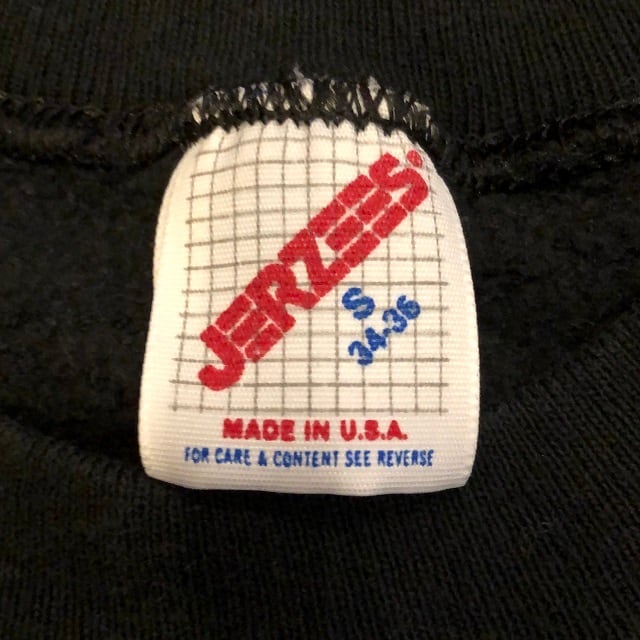 JERZEES
S
34-36
MADE IN U.S.A.
FOR CARE & CONTENT SEE REVERSE